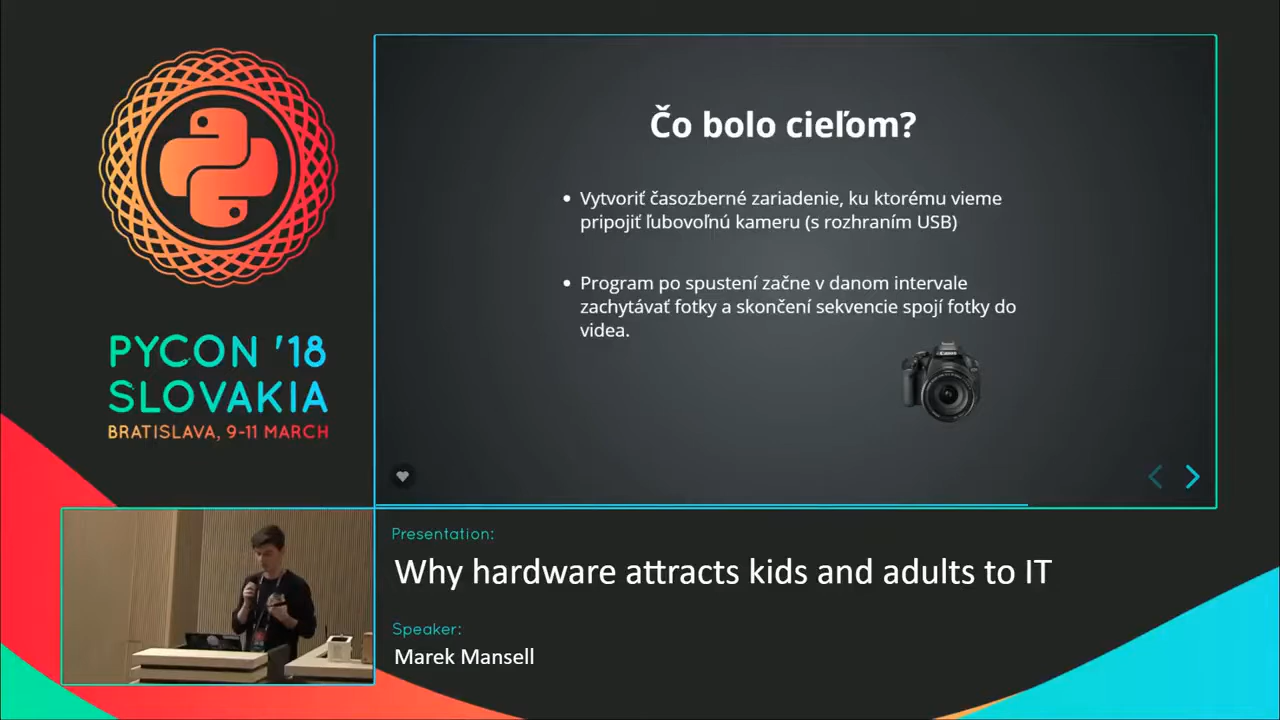 PYCON '18
SLOVAKIA
BRATISLAVA, 9-11 MARCH
Čo bolo cieľom?
• Vytvoriť časozberné zariadenie, ku ktorému vieme
pripojiť ľubovoľnú kameru (s rozhraním USB)
• Program po spustení začne v danom intervale
zachytávať fotky a skončení sekvencie spojí fotky do
videa.
Canon
Presentation:
Why hardware attracts kids and adults to IT
Speaker:
Marek Mansell